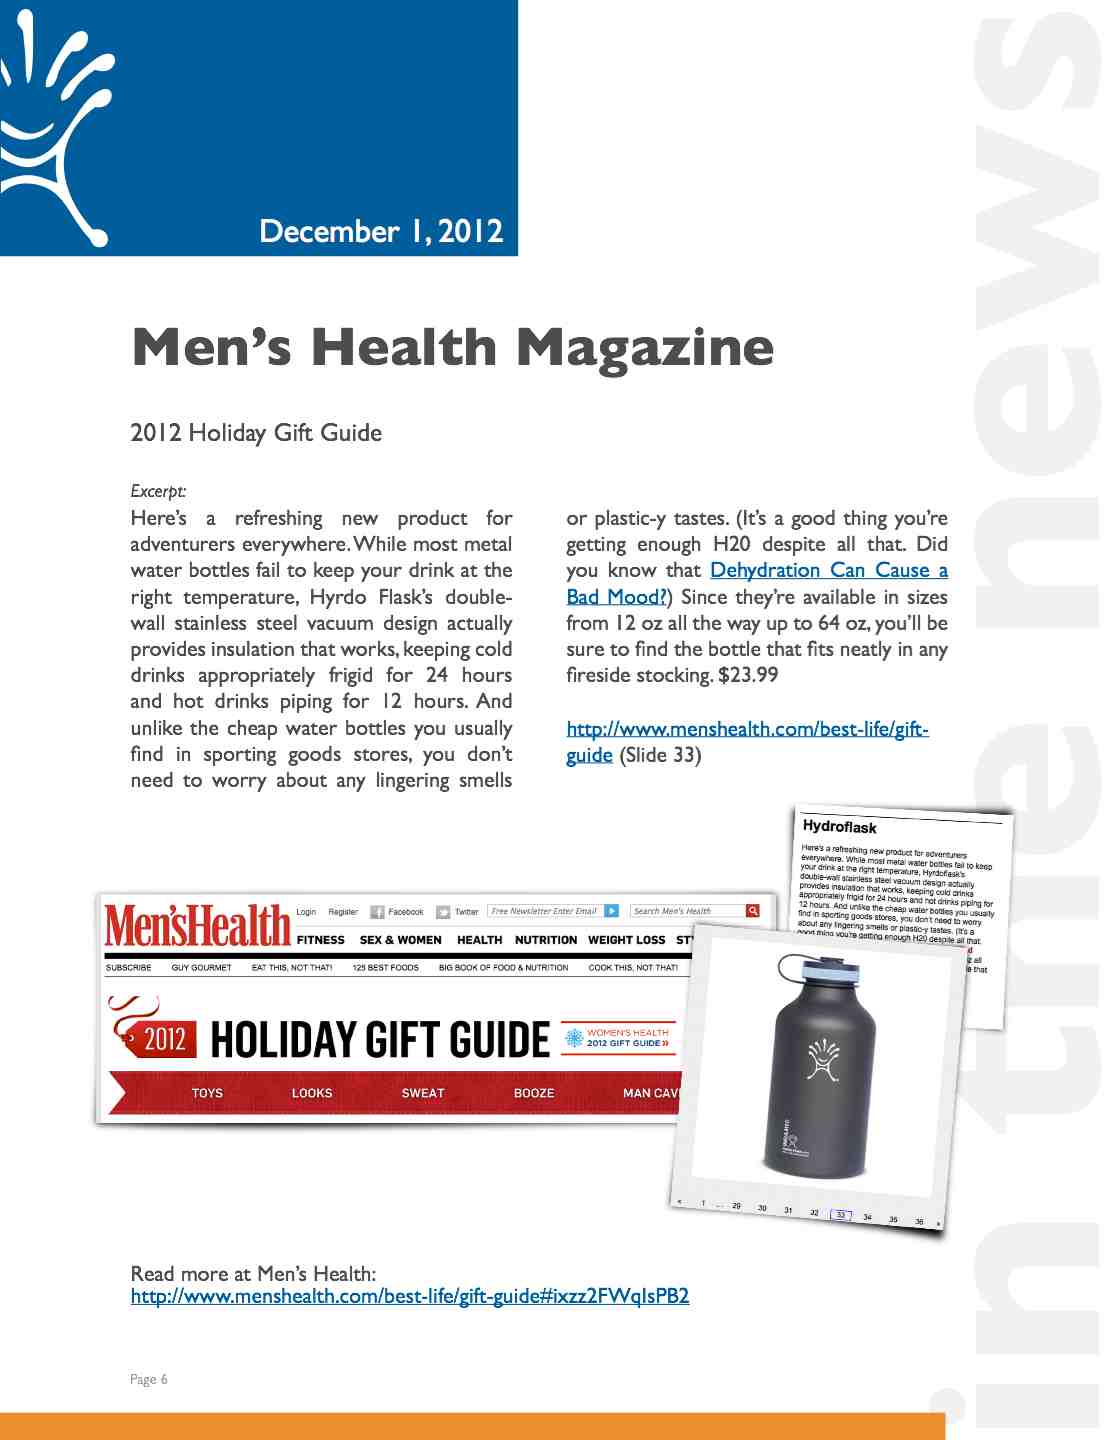 December 1, 2012
in the news
Men's Health Magazine
2012 Holiday Gift Guide
Excerpt:
Here's a refreshing new product for
adventurers everywhere. While most metal
water bottles fail to keep your drink at the
right temperature, Hyrdo Flask's double-
wall stainless steel vacuum design actually
provides insulation that works, keeping cold
drinks appropriately frigid for 24 hours
and hot drinks piping for 12 hours. And
unlike the cheap water bottles you usually
find in sporting goods stores, you don't
need to worry about any lingering smells
or plastic-y tastes. (It's a good thing you're
getting enough H20 despite all that. Did
you know that Dehydration Can Cause a
Bad Mood?) Since they're available in sizes
from 12 oz all the way up to 64 oz, you'll be
sure to find the bottle that fits neatly in any
fireside stocking. $23.99
http://www.menshealth.com/best-life/gift-
guide (Slide 33)
Hydroflask
Here's a refreshing new product for adventurers
everywhere. While most metal water bottles fail to keep
your drink at the right temperature, Hyrdoflask's
double-wall stainless steel vacuum design actually
provides insulation that works, keeping cold drinks
appropriately frigid for 24 hours and hot drinks piping for
12 hours. And unlike the cheap water bottles you usually
find in sporting goods stores, you don't need to worry
about any lingering smells or plastic-y tastes. (It's a
good thing you're getting enough H20 despite all that.
d
z all
e that
Men'sHealth
Login Register Facebook Twitter Free Newsletter Enter Email Search Men's Health
FITNESS SEX & WOMEN HEALTH NUTRITION WEIGHT LOSS ST
SUBSCRIBE GUY GOURMET EAT THIS, NOT THAT! 125 BEST FOODS BIG BOOK OF FOOD & NUTRITION COOK THIS, NOT THAT!
2012 HOLIDAY GIFT GUIDE
WOMEN'S HEALTH
2012 GIFT GUIDE»
TOYS LOOKS SWEAT BOOZE MAN CAV
INSULATED
« 1 ... 29 30 31 32 33 34 35 36 »
Read more at Men's Health:
http://www.menshealth.com/best-life/gift-guide#ixzz2FWqIsPB2
Page 6